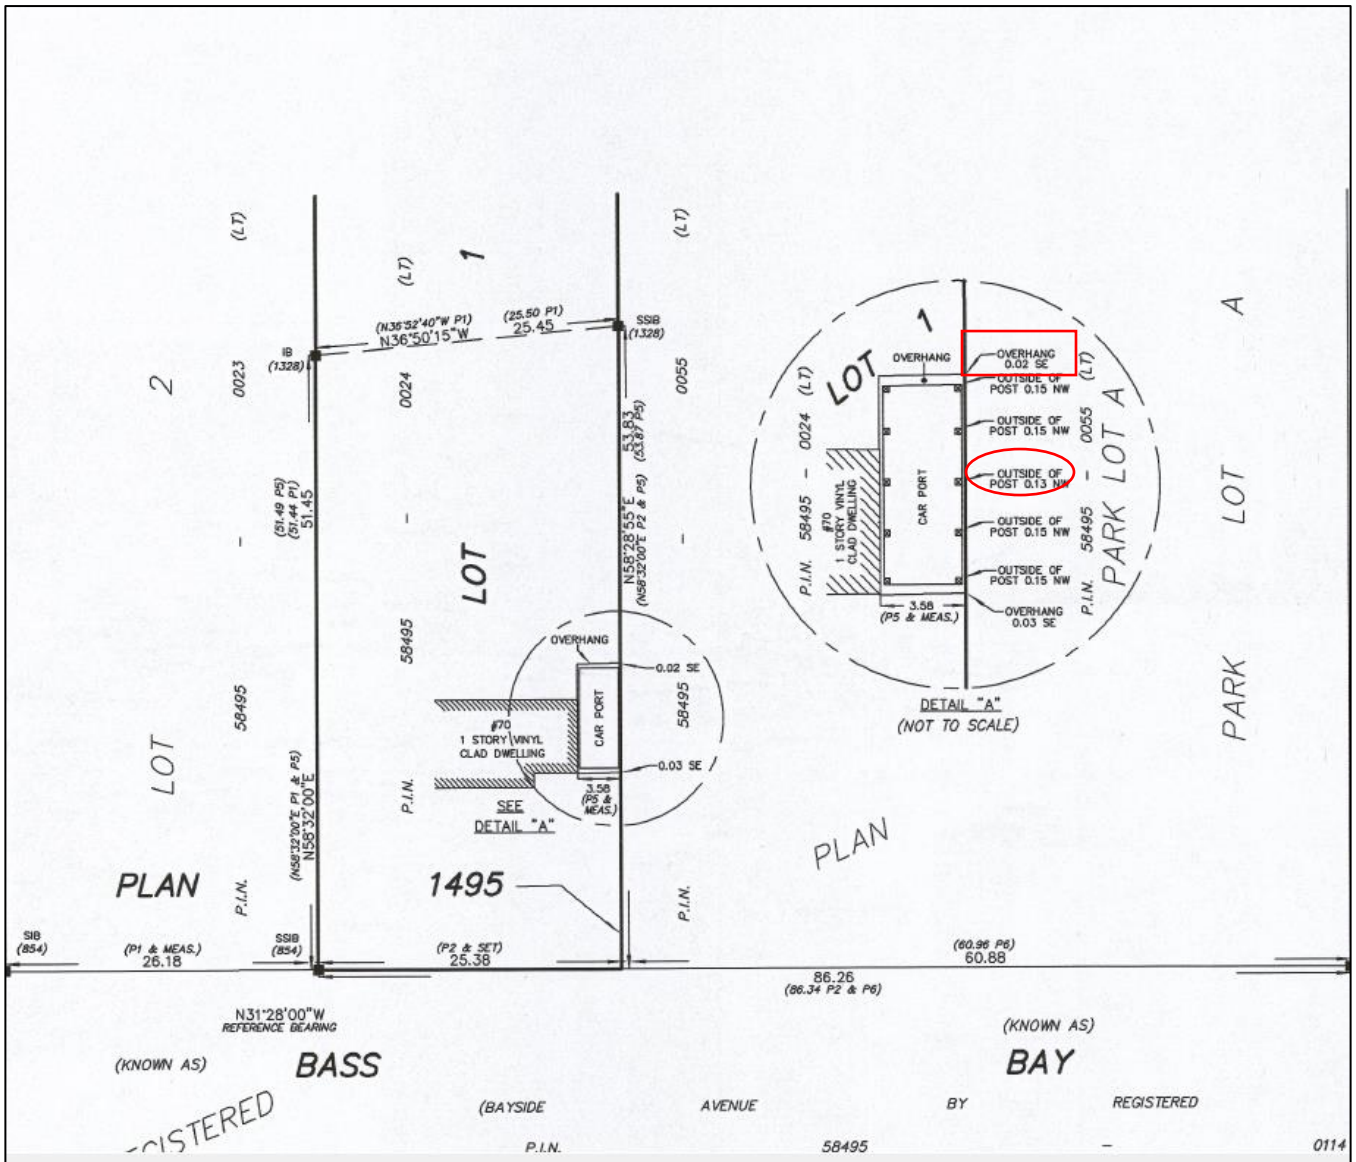 (LT)
0023
-
58495
P.I.N.
2
LOT
PLAN
(LT)
0024
-
58495
P.I.N.
1
LOT
1495
(LT)
0055
-
58495
P.I.N.
(N36°52'40"W P1)
N36°50'15"W
(25.50 P1)
25.45
SSIB
(1328)
IB
(1328)
(51.49 P5)
(51.44 P1)
51.45
(N58°32'00"E P1 & P5)
N58°32'00"E
53.83
(53.87 P5)
N58°28'55"E
(N58°32'00"E P2 & P5)
OVERHANG
0.02 SE
CAR PORT
#70
1 STORY VINYL
CLAD DWELLING
0.03 SE
3.58
(P5 &
MEAS.)
SEE
DETAIL "A"
LOT 1
OVERHANG
OVERHANG
0.02 SE
OUTSIDE OF
POST 0.15 NW
OUTSIDE OF
POST 0.15 NW
OUTSIDE OF
POST 0.13 NW
OUTSIDE OF
POST 0.15 NW
OUTSIDE OF
POST 0.15 NW
OVERHANG
0.03 SE
CAR PORT
#70
1 STORY VINYL
CLAD DWELLING
P.I.N. 58495 - 0024 (LT)
3.58
(P5 & MEAS.)
P.I.N. 58495 - 0055 (LT)
PARK LOT A
DETAIL "A"
(NOT TO SCALE)
PARK LOT A
PLAN
SIB
(854)
(P1 & MEAS.)
26.18
SSIB
(854)
(P2 & SET)
25.38
(60.96 P6)
60.88
86.26
(86.34 P2 & P6)
N31°28'00"W
REFERENCE BEARING
(KNOWN AS)
BASS
(KNOWN AS)
BAY
EGISTERED
(BAYSIDE AVENUE BY REGISTERED
P.I.N. 58495 - 0114